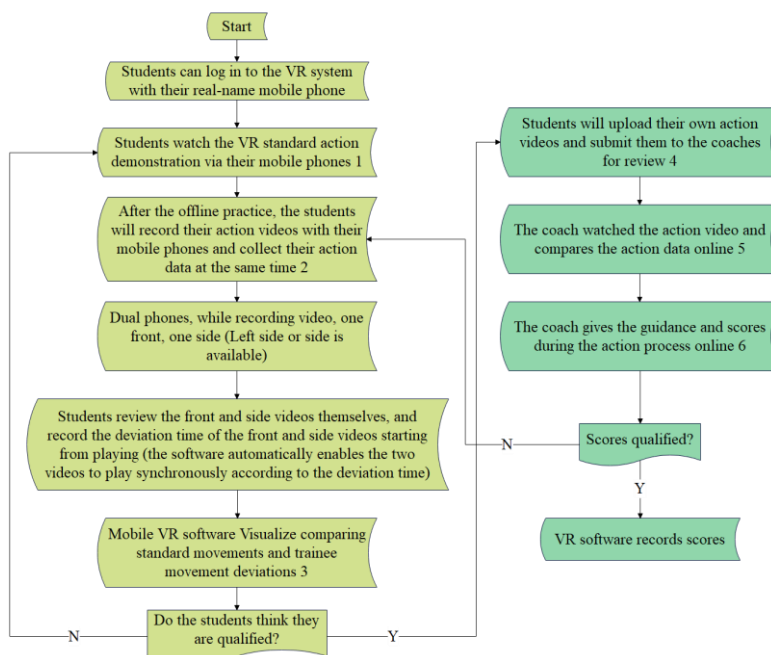 Start
Students can log in to the VR system
with their real-name mobile phone
Students watch the VR standard action
demonstration via their mobile phones 1
After the offline practice, the students
will record their action videos with their
mobile phones and collect their action
data at the same time 2
Dual phones, while recording video, one
front, one side (Left side or side is
available)
Students review the front and side videos themselves, and
record the deviation time of the front and side videos starting
from playing (the software automatically enables the two
videos to play synchronously according to the deviation time)
Mobile VR software Visualize comparing
standard movements and trainee
movement deviations 3
Do the students think they
are qualified?
N
Y
Students will upload their own action
videos and submit them to the coaches
for review 4
The coach watched the action video and
compares the action data online 5
The coach gives the guidance and scores
during the action process online 6
Scores qualified?
N
Y
VR software records scores